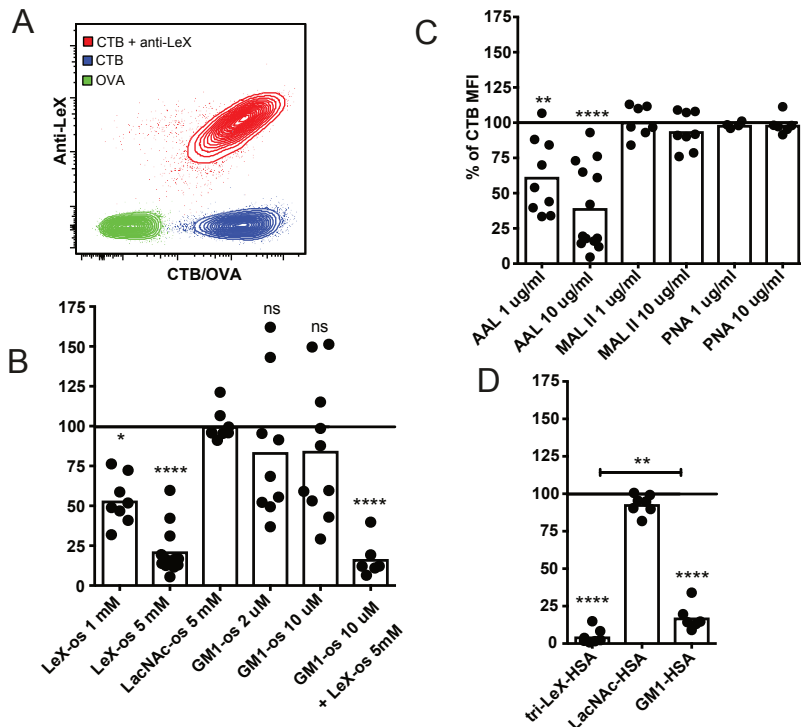 A
CTB + anti-LeX
CTB
OVA
Anti-LeX
CTB/OVA
B
175
150
125
100
75
50
25
0
*
****
ns
ns
****
LeX-os 1 mM
LeX-os 5 mM
LacNAc-os 5 mM
GM1-os 2 uM
GM1-os 10 uM
GM1-os 10 uM
+ LeX-os 5mM
C
% of CTB MFI
175
150
125
100
75
50
25
0
**
****
AAL 1 ug/ml
AAL 10 ug/ml
MAL II 1 ug/ml
MAL II 10 ug/ml
PNA 1 ug/ml
PNA 10 ug/ml
D
175
150
125
100
75
50
25
0
**
****
****
tri-LeX-HSA
LacNAc-HSA
GM1-HSA